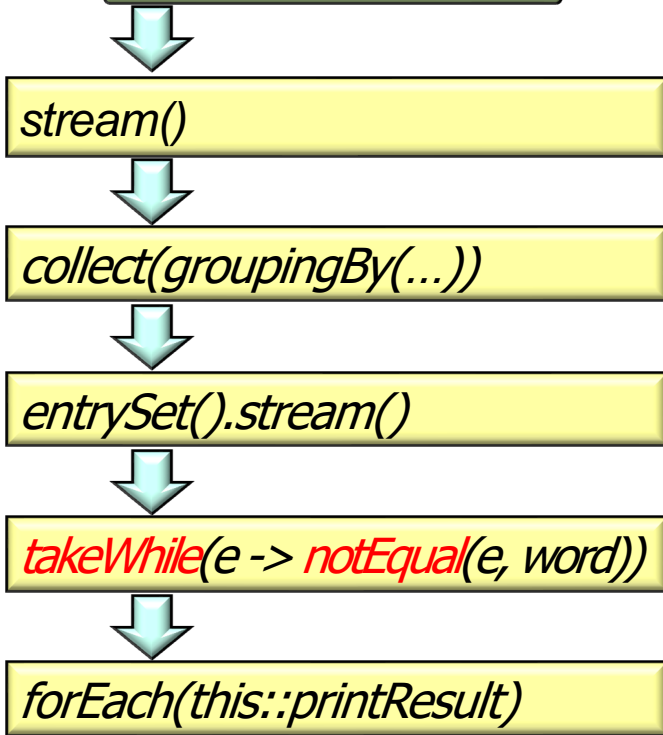 stream()
collect(groupingBy(…))
entrySet().stream()
takeWhile(e -> notEqual(e, word))
forEach(this::printResult)